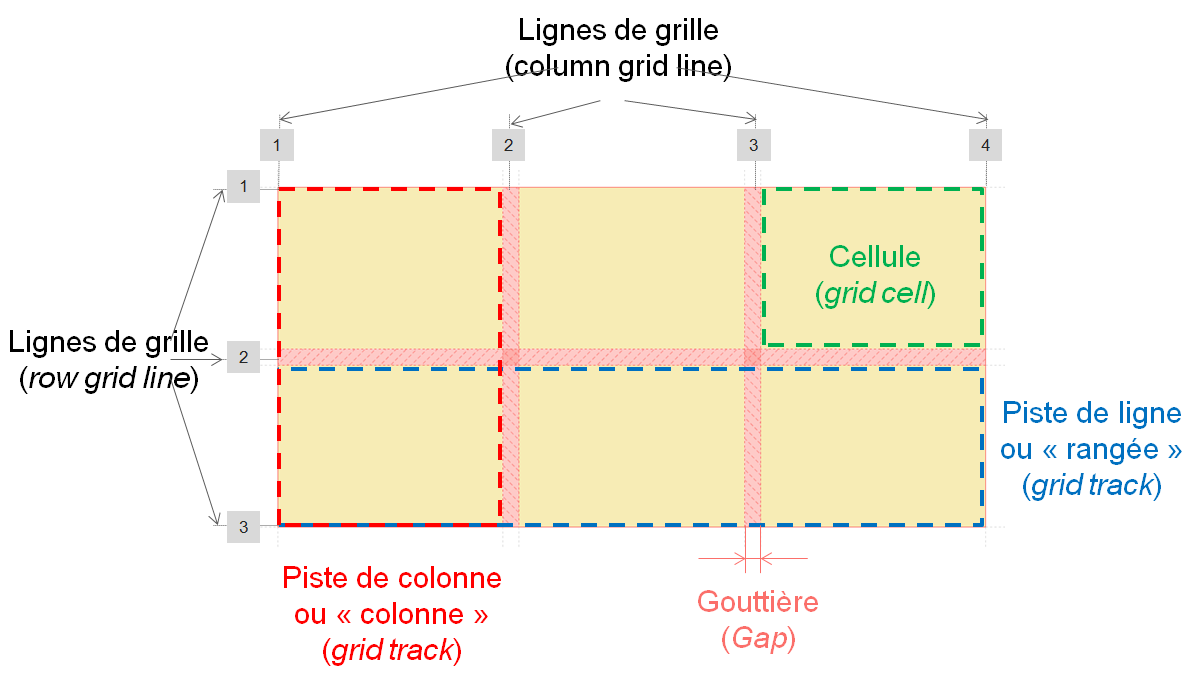 Lignes de grille
(column grid line)
1
2
3
4
1
Cellule
(grid cell)
Lignes de grille
(row grid line)
2
Piste de ligne
ou « rangée »
(grid track)
3
Piste de colonne
ou « colonne »
(grid track)
Gouttière
(Gap)